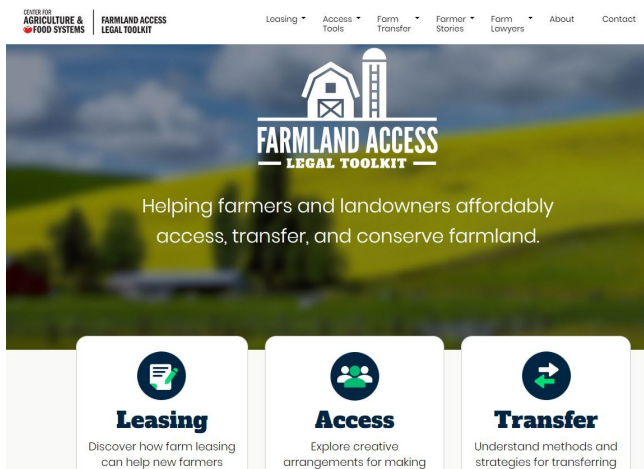 CENTER FOR
AGRICULTURE &
FOOD SYSTEMS
FARMLAND ACCESS
LEGAL TOOLKIT
Leasing
Access
Tools
Farm
Transfer
Farmer
Stories
Farm
Lawyers
About
Contact
FARMLAND ACCESS
LEGAL TOOLKIT
Helping farmers and landowners affordably
access, transfer, and conserve farmland.
Leasing
Discover how farm leasing
can help new farmers
Access
Explore creative
arrangements for making
Transfer
Understand methods and
strategies for transferring